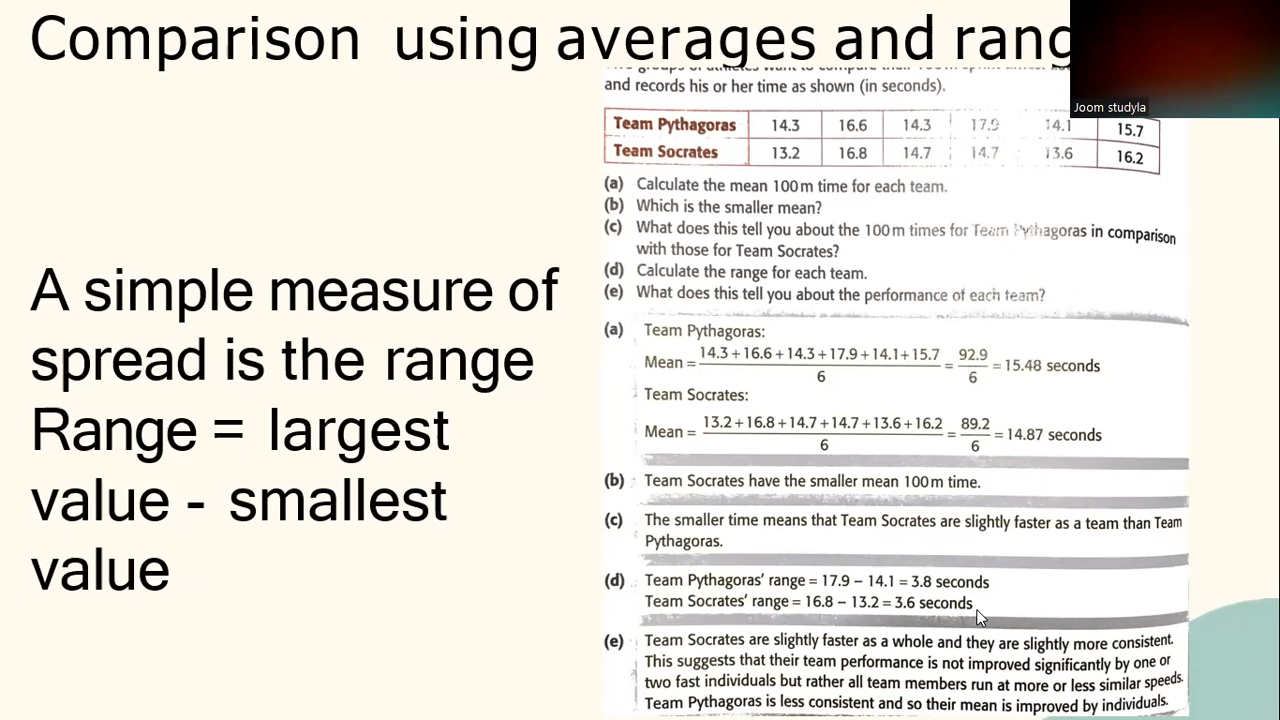 Comparison using averages and rang
Joom studyla
A simple measure of
spread is the range
Range = largest
value - smallest
value
and records his or her time as shown (in seconds).
Team Pythagoras 14.3 16.6 14.3 17.9 14.1 15.7
Team Socrates 13.2 16.8 14.7 14.7 13.6 16.2
(a) Calculate the mean 100 m time for each team.
(b) Which is the smaller mean?
(c) What does this tell you about the 100 m times for Team Pythagoras in comparison
with those for Team Socrates?
(d) Calculate the range for each team.
(e) What does this tell you about the performance of each team?
(a) Team Pythagoras:
Mean = 14.3 + 16.6 + 14.3 + 17.9 + 14.1 + 15.7 / 6 = 92.9 / 6 = 15.48 seconds
Team Socrates:
Mean = 13.2 + 16.8 + 14.7 + 14.7 + 13.6 + 16.2 / 6 = 89.2 / 6 = 14.87 seconds
(b) Team Socrates have the smaller mean 100 m time.
(c) The smaller time means that Team Socrates are slightly faster as a team than Team
Pythagoras.
(d) Team Pythagoras' range = 17.9 – 14.1 = 3.8 seconds
Team Socrates' range = 16.8 – 13.2 = 3.6 seconds
(e) Team Socrates are slightly faster as a whole and they are slightly more consistent.
This suggests that their team performance is not improved significantly by one or
two fast individuals but rather all team members run at more or less similar speeds.
Team Pythagoras is less consistent and so their mean is improved by individuals.